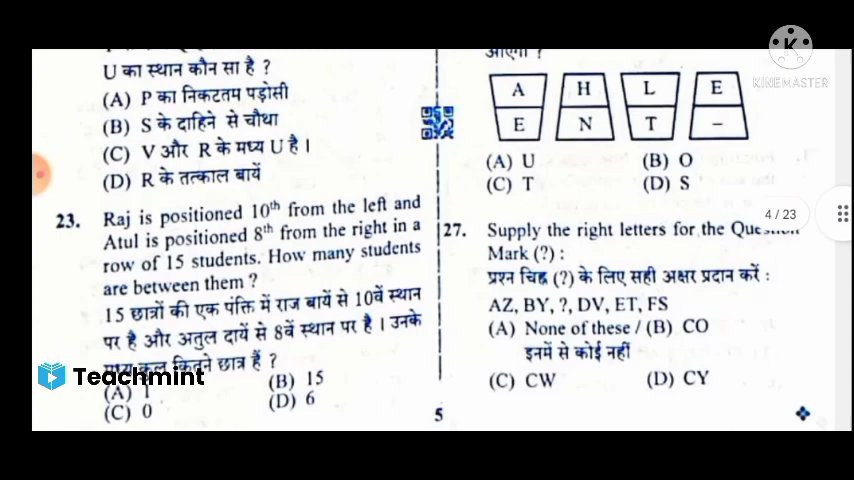 U का स्थान कौन सा है ?
(A) P का निकटतम पड़ोसी
(B) S के दाहिने से चौथा
(C) V और R के मध्य U है ।
(D) R के तत्काल बायें
23. Raj is positioned 10th from the left and
Atul is positioned 8th from the right in a
row of 15 students. How many students
are between them ?
15 छात्रों की एक पंक्ति में राज बायें से 10वें स्थान
पर है और अतुल दायें से 8वें स्थान पर है । उनके
मध्य कुल कितने छात्र हैं ?
(A) 1 (B) 15
(C) 0 (D) 6
Teachmint
आएगा ?
A H L E
E N T –
(A) U (B) O
(C) T (D) S
27. Supply the right letters for the Question
Mark (?) :
प्रश्न चिह्न (?) के लिए सही अक्षर प्रदान करें :
AZ, BY, ?, DV, ET, FS
(A) None of these / (B) CO
इनमें से कोई नहीं
(C) CW (D) CY
5
4 / 23
K
KINEMASTER